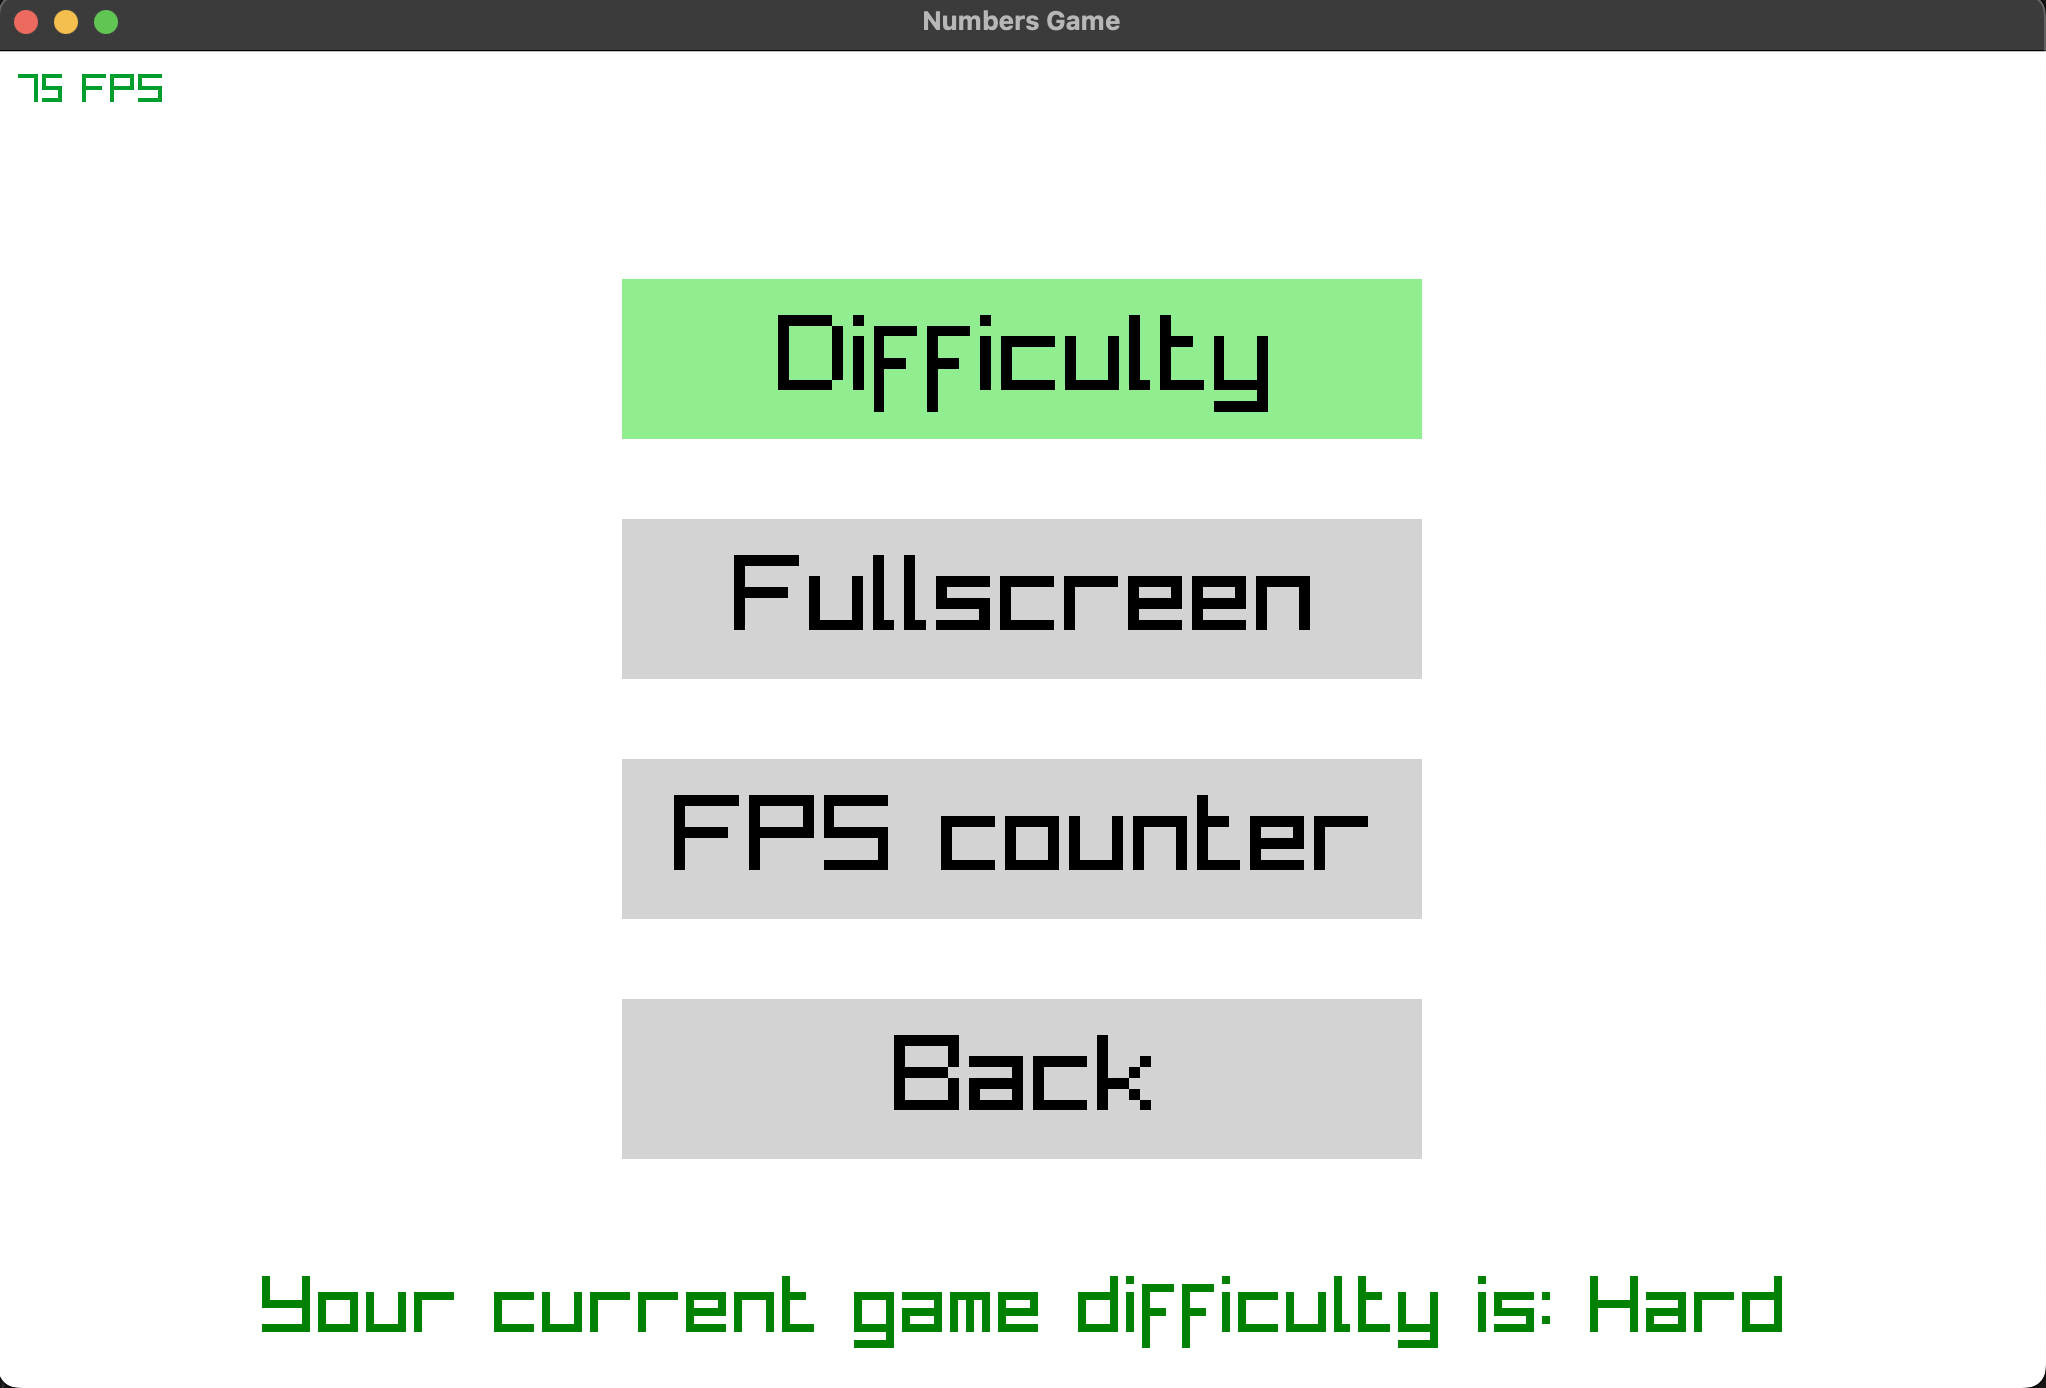 Numbers Game
75 FPS
Difficulty
Fullscreen
FPS counter
Back
Your current game difficulty is: Hard